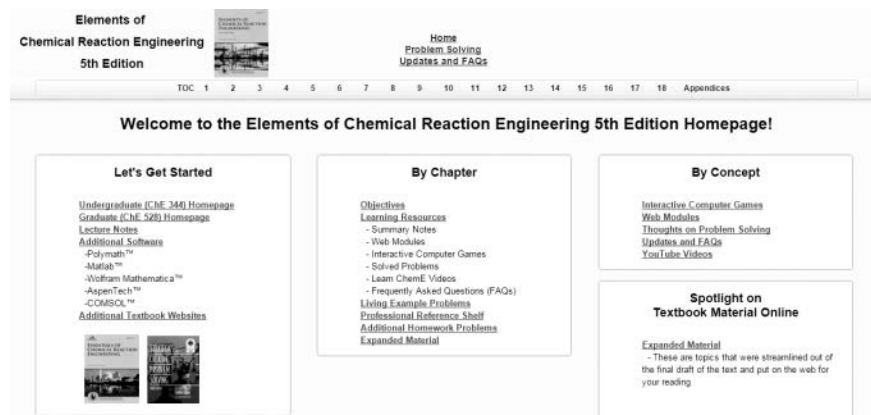 Elements of
Chemical Reaction Engineering
5th Edition
Home
Problem Solving
Updates and FAQs
TOC 1 2 3 4 5 6 7 8 9 10 11 12 13 14 15 16 17 18 Appendices
Welcome to the Elements of Chemical Reaction Engineering 5th Edition Homepage!
Let's Get Started
Undergraduate (ChE 344) Homepage
Graduate (ChE 528) Homepage
Lecture Notes
Additional Software
-Polymath™
-Matlab™
-Wolfram Mathematica™
-AspenTech™
-COMSOL™
Additional Textbook Websites
By Chapter
Objectives
Learning Resources
- Summary Notes
- Web Modules
- Interactive Computer Games
- Solved Problems
- Learn ChemE Videos
- Frequently Asked Questions (FAQs)
Living Example Problems
Professional Reference Shelf
Additional Homework Problems
Expanded Material
By Concept
Interactive Computer Games
Web Modules
Thoughts on Problem Solving
Updates and FAQs
YouTube Videos
Spotlight on
Textbook Material Online
Expanded Material
- These are topics that were streamlined out of
the final draft of the text and put on the web for
your reading